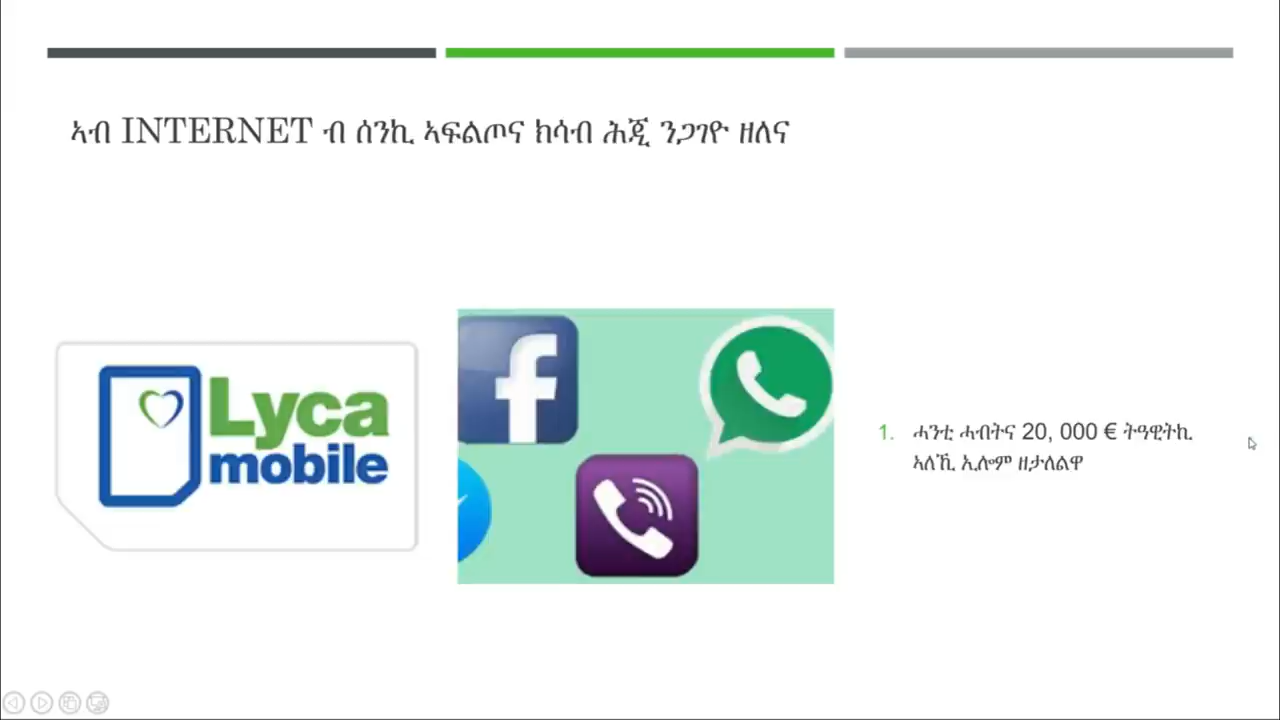 ኣብ INTERNET ብ ሰንኪ ኣፍልጦና ክሳብ ሕጂ ንጋገዮ ዘለና
Lyca
mobile
1. ሓንቲ ሓብትና 20, 000 € ትዓዊትኪ
ኣለኺ ኢሎም ዘታለልዋ